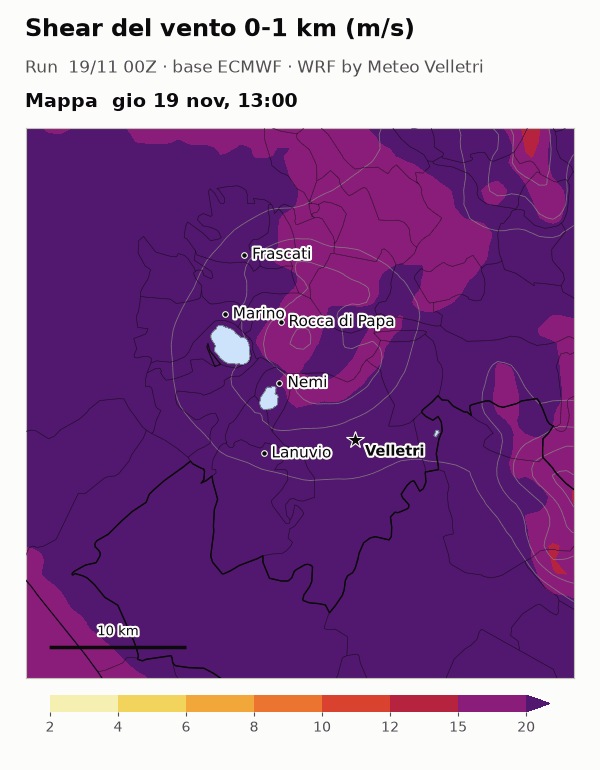 Shear del vento 0-1 km (m/s)
Run  19/11 00Z · base ECMWF · WRF by Meteo Velletri
Mappa  gio 19 nov, 13:00
Frascati
Marino
Rocca di Papa
Nemi
Velletri
Lanuvio
10 km
2 4 6 8 10 12 15 20